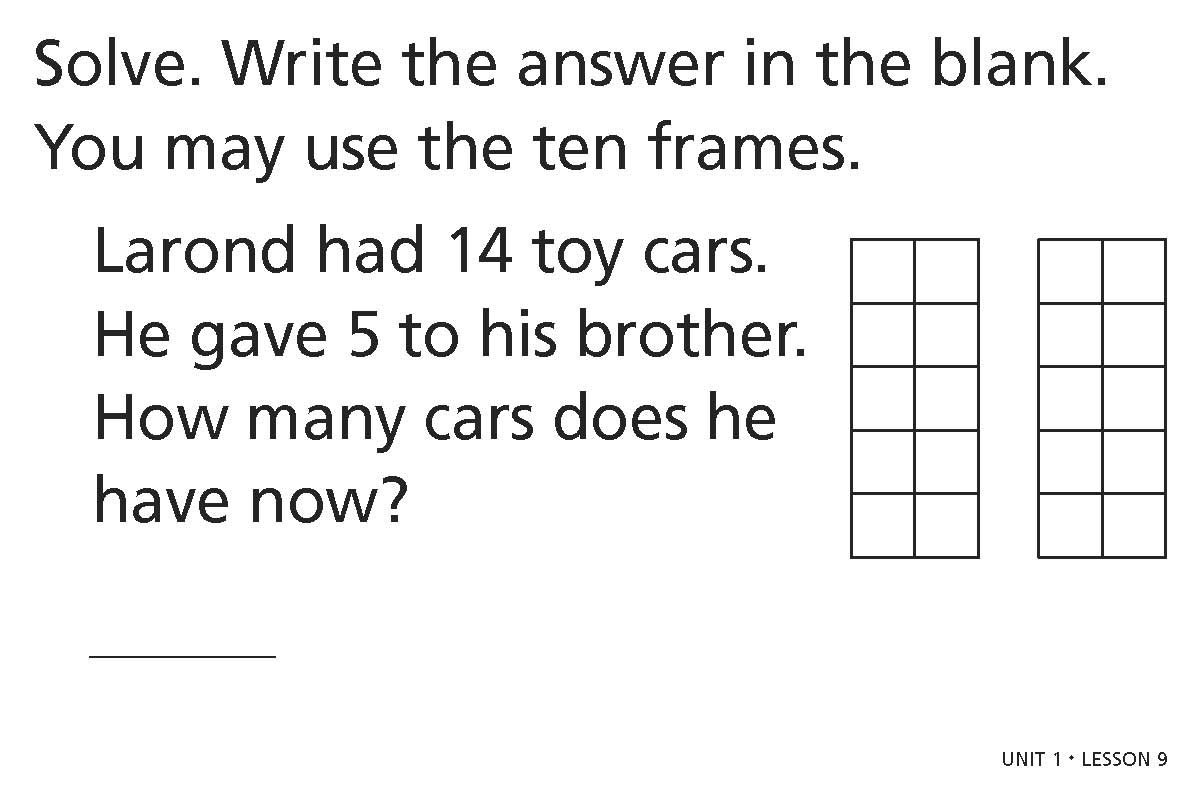 Solve. Write the answer in the blank.
You may use the ten frames.
Larond had 14 toy cars.
He gave 5 to his brother.
How many cars does he
have now?
UNIT 1 • LESSON 9